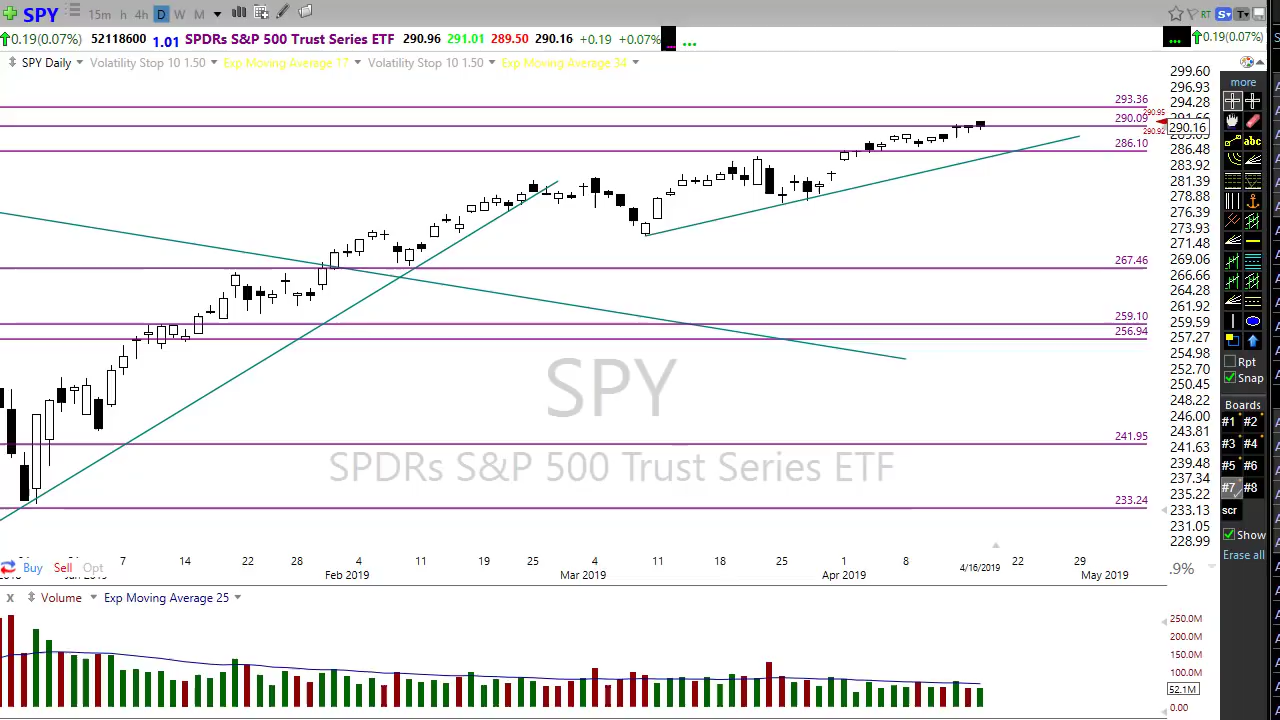 SPY 15m h 4h D W M RT S T
0.19(0.07%) 52118600 1.01 SPDRs S&P 500 Trust Series ETF 290.96 291.01 289.50 290.16 +0.19 +0.07% ... 0.19(0.07%)
SPY Daily Volatility Stop 10 1.50 Exp Moving Average 17 Volatility Stop 10 1.50 Exp Moving Average 34
299.60
296.93
294.28
290.16
286.48
283.92
281.39
278.88
276.39
273.93
271.48
269.06
266.66
264.28
261.92
259.59
257.27
254.98
252.70
250.45
248.22
246.00
243.81
241.63
239.48
237.34
235.22
233.13
231.05
228.99
293.36
290.95
290.09
290.92
286.10
267.46
259.10
256.94
241.95
233.24
SPY
SPDRs S&P 500 Trust Series ETF
more
abc
Rpt
Snap
Boards
#1 #2
#3 #4
#5 #6
#7 #8
scr
Show
Erase all
7 14 22 28 4 11 19 25 4 11 18 25 1 8 4/16/2019 22 29
Feb 2019 Mar 2019 Apr 2019 May 2019
Buy Sell Opt
.9%
x Volume Exp Moving Average 25
250.0M
200.0M
150.0M
100.0M
52.1M
0.00